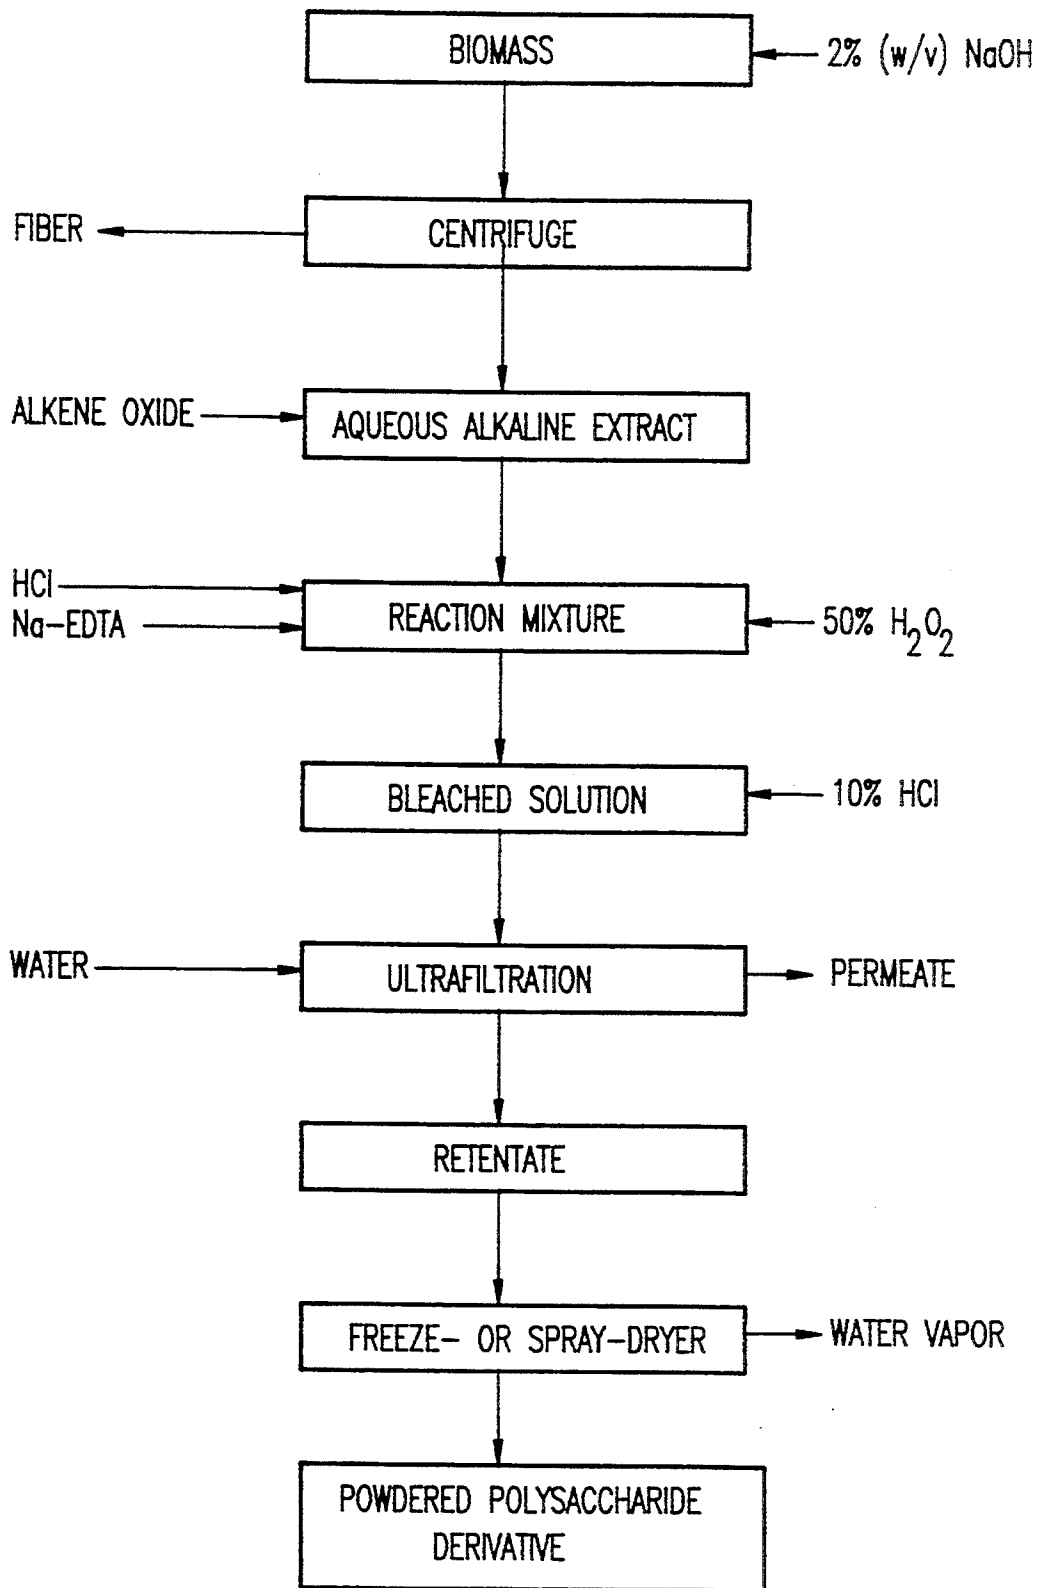 BIOMASS
2% (w/v) NaOH
FIBER
CENTRIFUGE
ALKENE OXIDE
AQUEOUS ALKALINE EXTRACT
HCl
Na-EDTA
REACTION MIXTURE
50% H₂O₂
BLEACHED SOLUTION
10% HCl
WATER
ULTRAFILTRATION
PERMEATE
RETENTATE
FREEZE- OR SPRAY-DRYER
WATER VAPOR
POWDERED POLYSACCHARIDE
DERIVATIVE